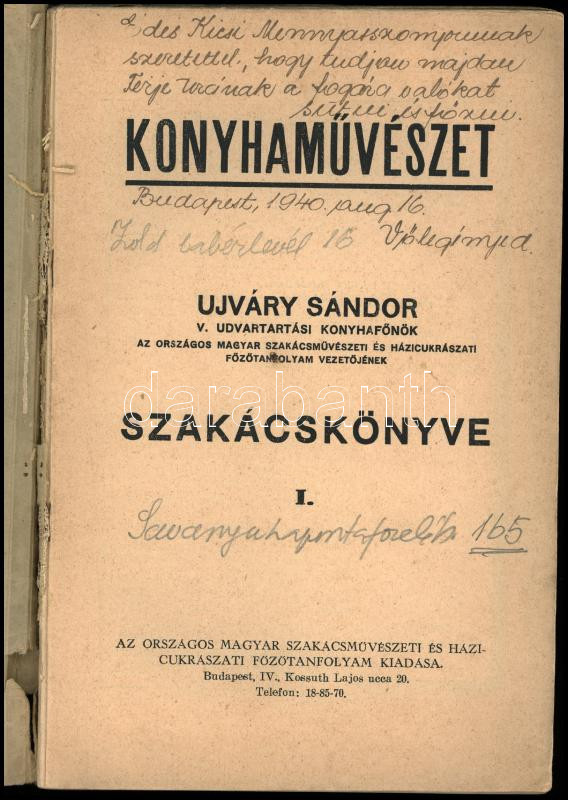 Édes Kicsi Mennyasszonyomnak
szeretettel, hogy tudjon majdan
Férje Urának a fogára valókat
sütni és főzni.
KONYHAMŰVÉSZET
Budapest, 1940. aug 16.
Zöld babérlevél 16 Vőlegényed.
UJVÁRY SÁNDOR
V. UDVARTARTÁSI KONYHAFŐNÖK
AZ ORSZÁGOS MAGYAR SZAKÁCSMŰVÉSZETI ÉS HÁZICUKRÁSZATI
FŐZŐTANFOLYAM VEZETŐJÉNEK
darabanth
SZAKÁCSKÖNYVE
I.
165
AZ ORSZÁGOS MAGYAR SZAKÁCSMŰVÉSZETI ÉS HÁZI-
CUKRÁSZATI FŐZŐTANFOLYAM KIADÁSA.
Budapest, IV., Kossuth Lajos ucca 20.
Telefon: 18-85-70.